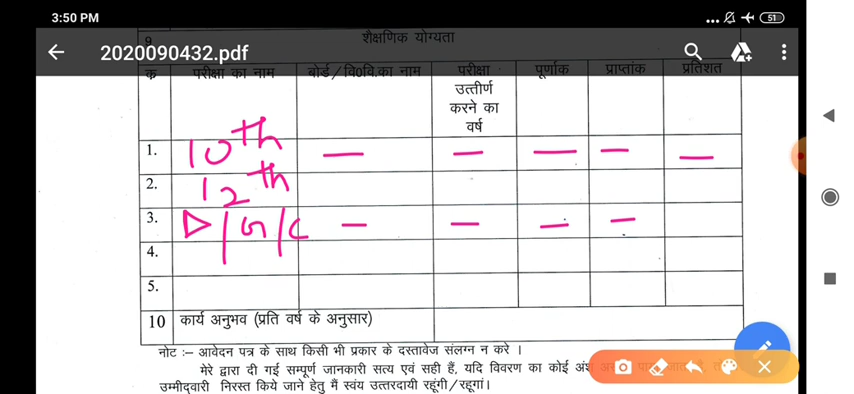 3:50 PM
... 51
9 शैक्षणिक योग्यता
2020090432.pdf
क परीक्षा का नाम बोर्ड/वि0वि.का नाम परीक्षा उत्तीर्ण करने का वर्ष पूर्णाक प्राप्तांक प्रतिशत
1. 10th — — — — —
2. 12th
3. D/G/C — — — —
4.
5.
10 कार्य अनुभव (प्रति वर्ष के अनुसार)
नोट :– आवेदन पत्र के साथ किसी भी प्रकार के दस्तावेज संलग्न न करे ।
मेरे द्वारा दी गई सम्पूर्ण जानकारी सत्य एवं सही हैं, यदि विवरण का कोई अंश
उम्मीदवारी निरस्त किये जाने हेतु मैं स्वंय उत्तरदायी रहूंगी/रहूगां।